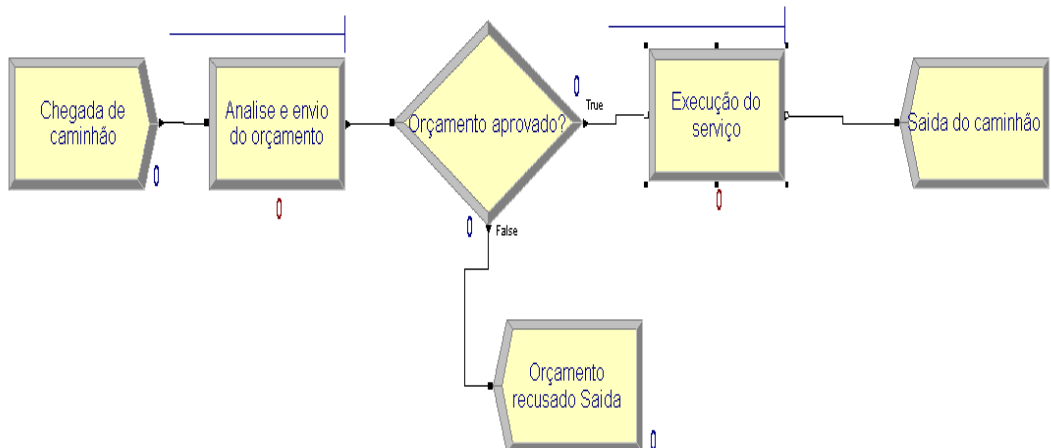 Chegada de
caminhão
0
Analise e envio
do orçamento
0
Orçamento aprovado?
0
True
0
False
Execução do
serviço
0
Saida do caminhão
Orçamento
recusado Saida
0